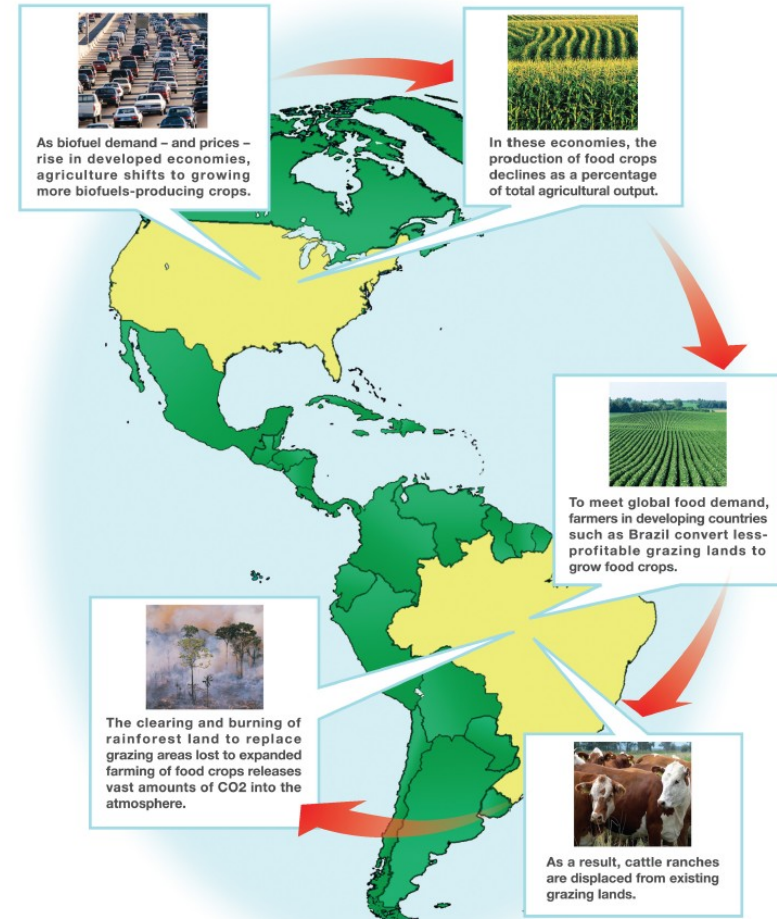 As biofuel demand – and prices –
rise in developed economies,
agriculture shifts to growing
more biofuels-producing crops.
In these economies, the
production of food crops
declines as a percentage
of total agricultural output.
To meet global food demand,
farmers in developing countries
such as Brazil convert less-
profitable grazing lands to
grow food crops.
As a result, cattle ranches
are displaced from existing
grazing lands.
The clearing and burning of
rainforest land to replace
grazing areas lost to expanded
farming of food crops releases
vast amounts of CO2 into the
atmosphere.